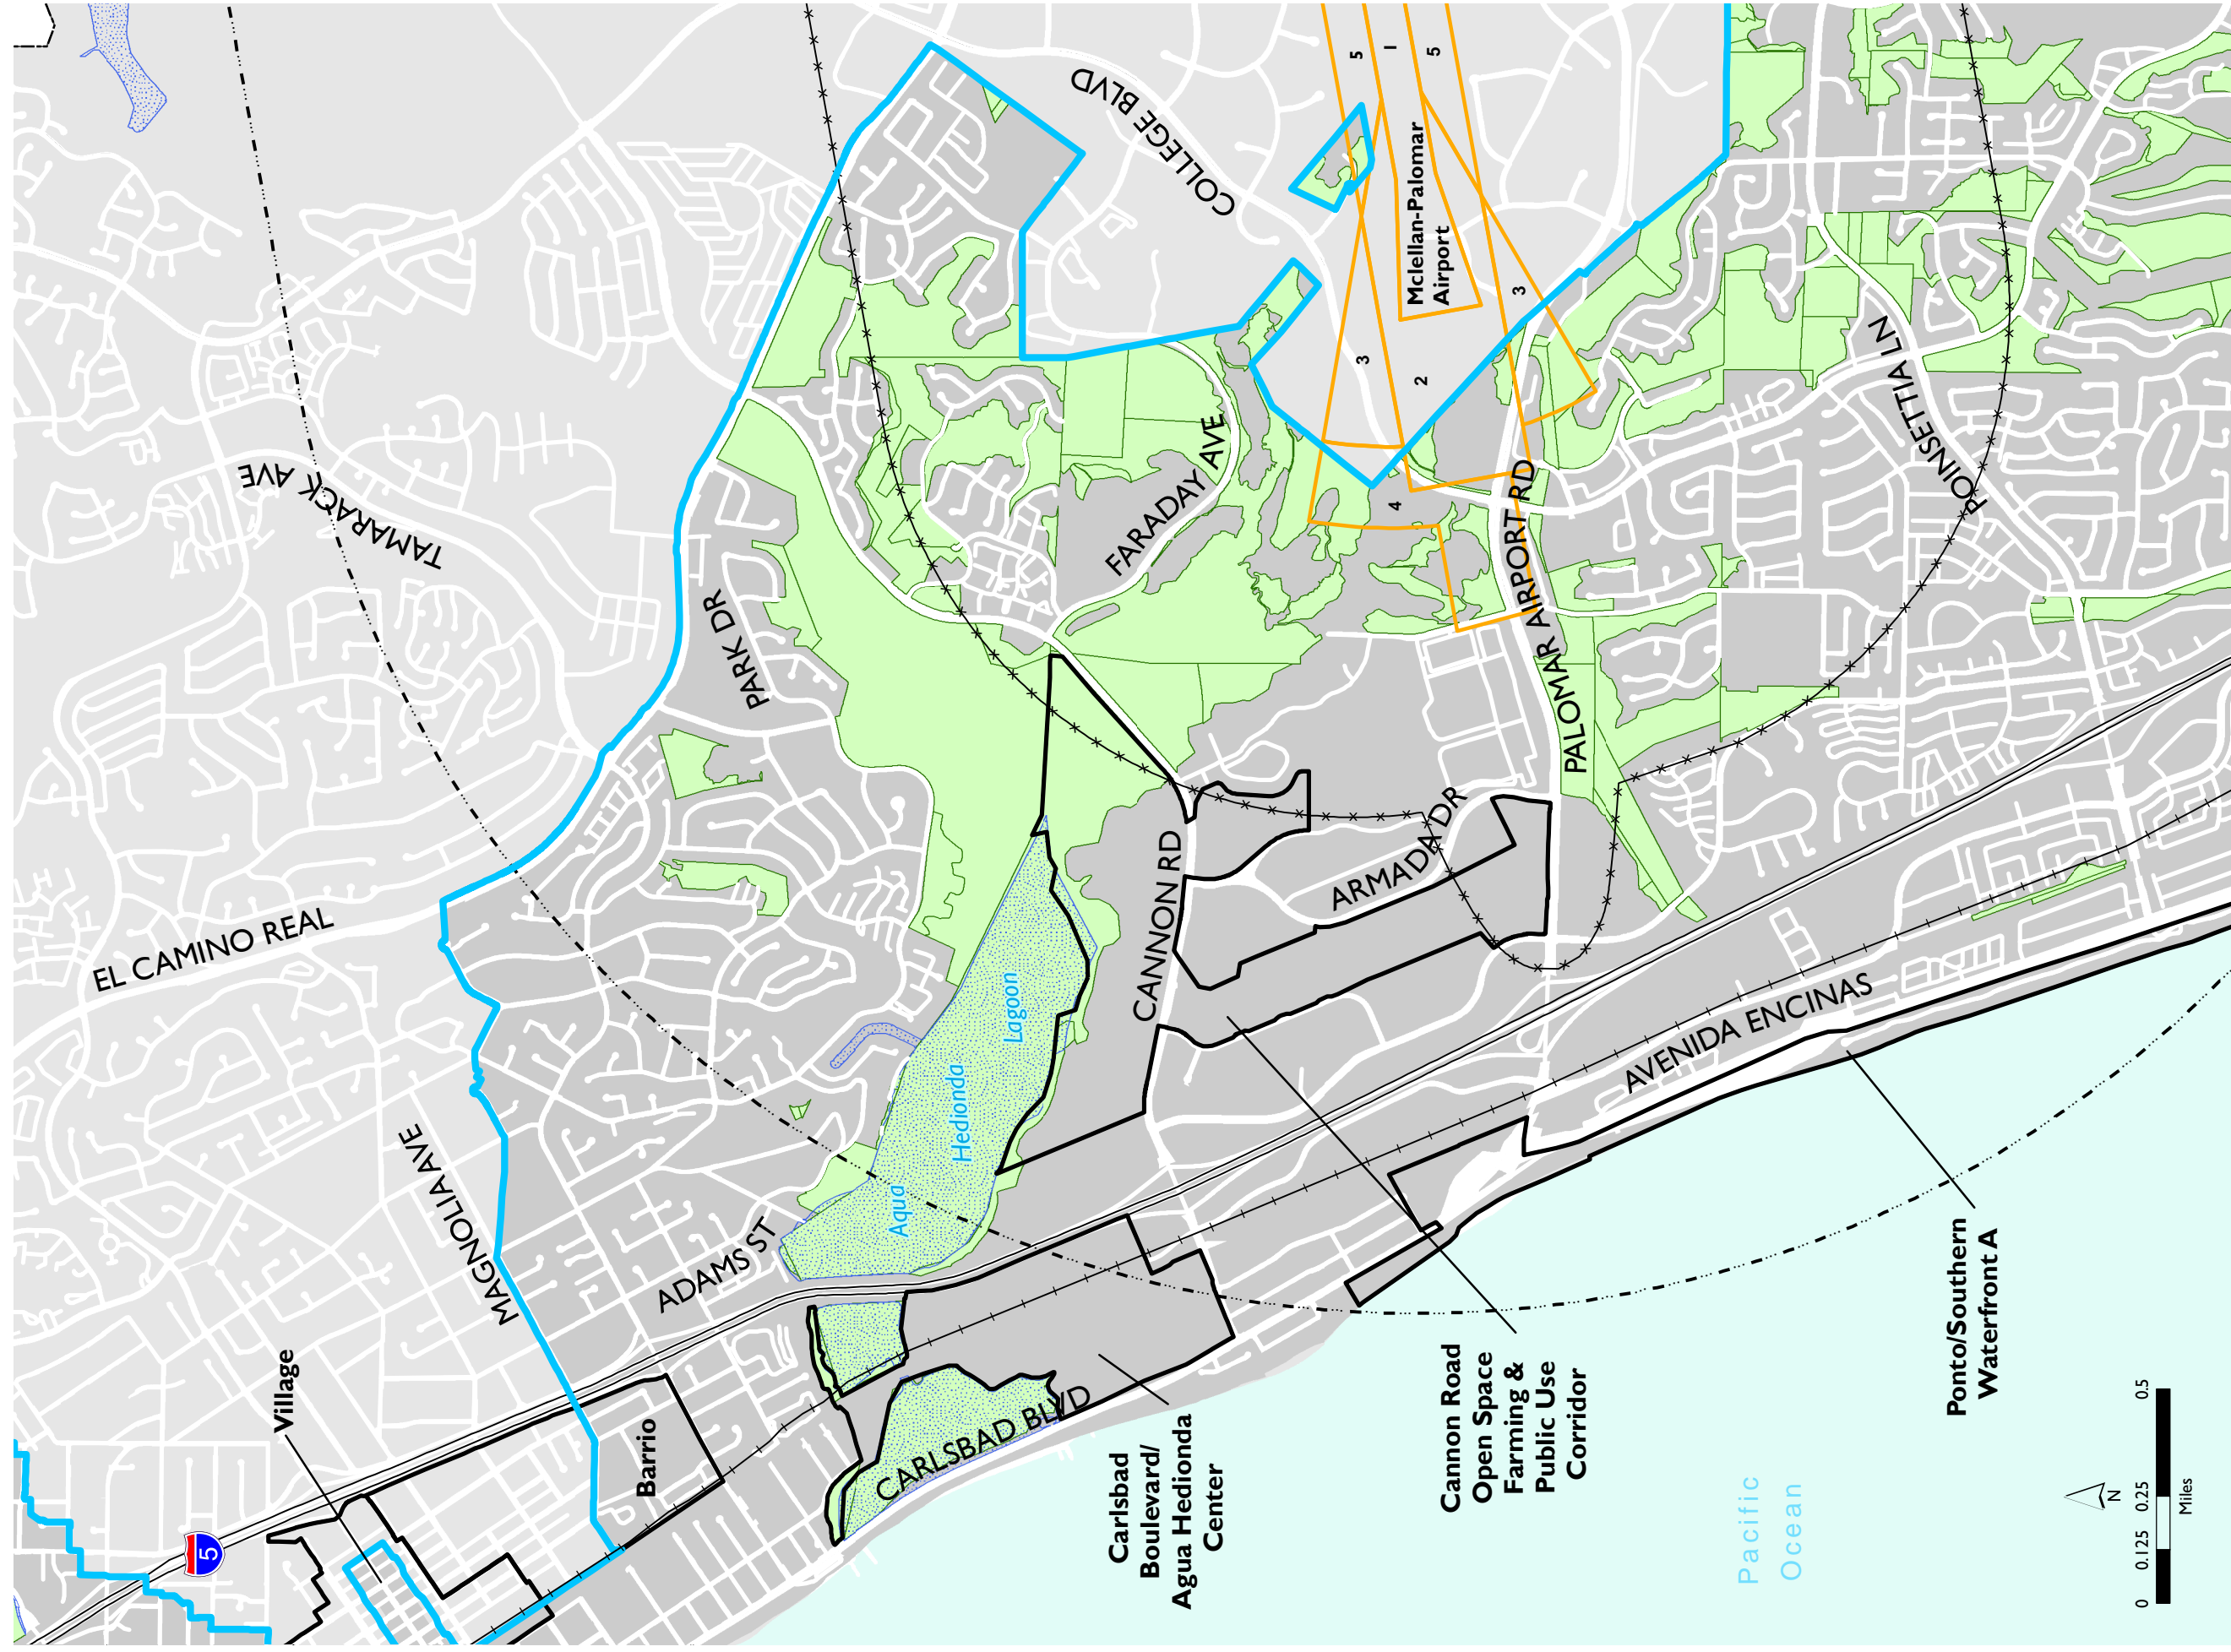 TAMARACK AVE
EL CAMINO REAL
MAGNOLIA AVE
PARK DR
ADAMS ST
COLLEGE BLVD
FARADAY AVE
CANNON RD
ARMADA DR
PALOMAR AIRPORT RD
POINSETTIA LN
AVENIDA ENCINAS
CARLSBAD BLVD
Mclellan-Palomar
Airport
5
1
5
3
3
2
4
Aqua
Hedionda
Lagoon
5
Village
Barrio
Carlsbad
Boulevard/
Agua Hedionda
Center
Cannon Road
Open Space
Farming &
Public Use
Corridor
Ponto/Southern
Waterfront A
Pacific
Ocean
N
0 0.125 0.25 0.5
Miles